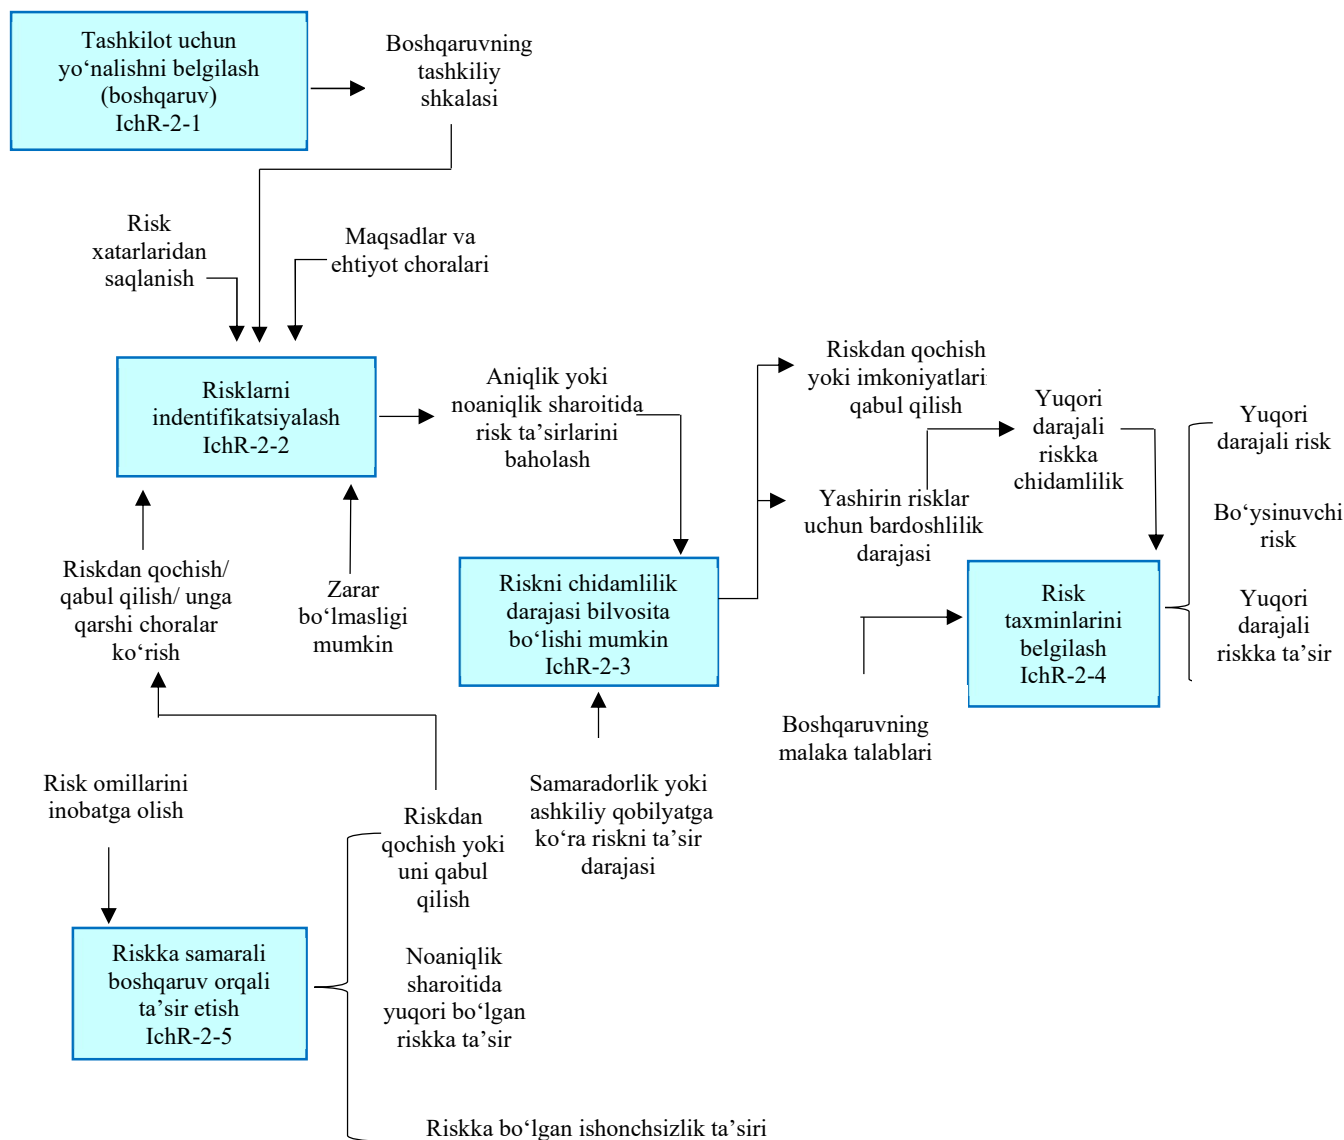 Tashkilot uchun
yo‘nalishni belgilash
(boshqaruv)
IchR-2-1
Boshqaruvning
tashkiliy
shkalasi
Risk
xatarlaridan
saqlanish
Maqsadlar va
ehtiyot choralari
Risklarni
indentifikatsiyalash
IchR-2-2
Aniqlik yoki
noaniqlik sharoitida
risk ta’sirlarini
baholash
Riskdan qochish
yoki imkoniyatlari
qabul qilish
Yashirin risklar
uchun bardoshlilik
darajasi
Yuqori
darajali
riskka
chidamlilik
Yuqori
darajali risk
Bo‘ysinuvchi
risk
Yuqori
darajali
riskka ta’sir
Riskdan qochish/
qabul qilish/ unga
qarshi choralar
ko‘rish
Zarar
bo‘lmasligi
mumkin
Riskni chidamlilik
darajasi bilvosita
bo‘lishi mumkin
IchR-2-3
Risk
taxminlarini
belgilash
IchR-2-4
Boshqaruvning
malaka talablari
Risk omillarini
inobatga olish
Riskdan
qochish yoki
uni qabul
qilish
Samaradorlik yoki
ashkiliy qobilyatga
ko‘ra riskni ta’sir
darajasi
Riskka samarali
boshqaruv orqali
ta’sir etish
IchR-2-5
Noaniqlik
sharoitida
yuqori bo‘lgan
riskka ta’sir
Riskka bo‘lgan ishonchsizlik ta’siri